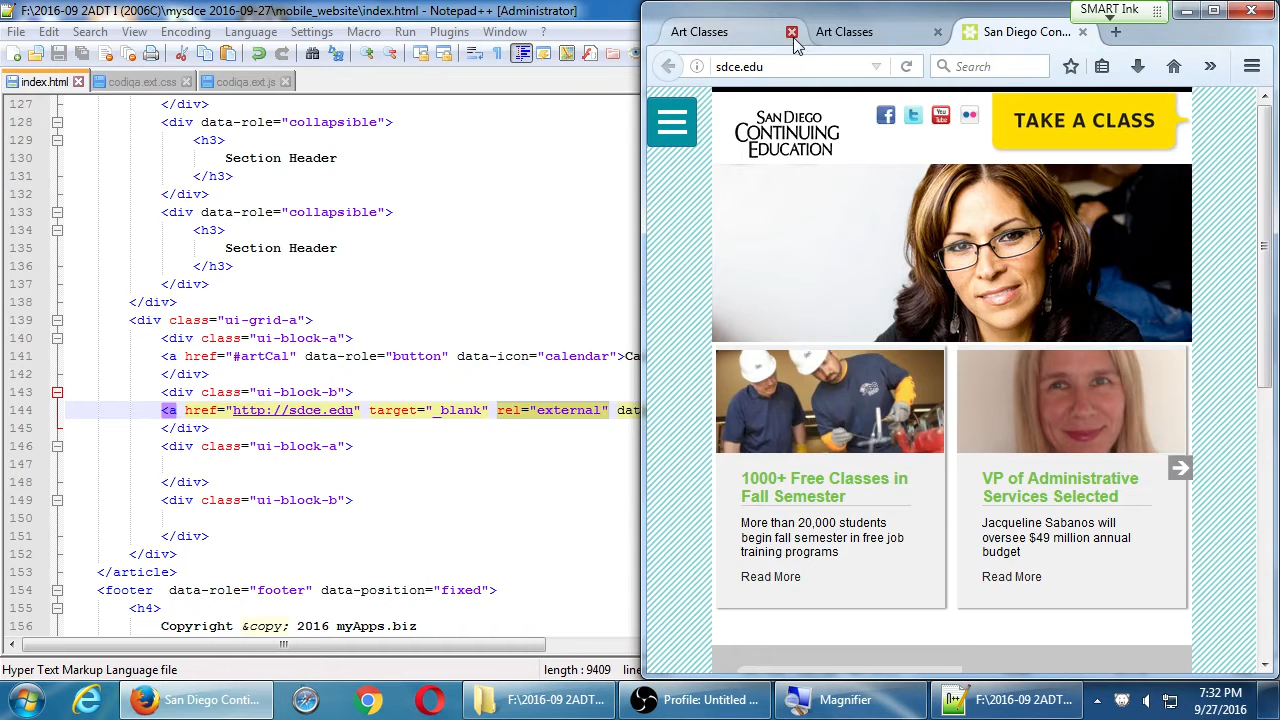 F:\2016-09 2ADT I (2006C)\mysdce 2016-09-27\mobile_website\index.html - Notepad++ [Administrator]
File Edit Search View Encoding Language Settings Macro Run Plugins Window ?
index.html codiqa.ext.css codiqa.ext.js
127 </div>
128 <div data-role="collapsible">
129 <h3>
130 Section Header
131 </h3>
132 </div>
133 <div data-role="collapsible">
134 <h3>
135 Section Header
136 </h3>
137 </div>
138 </div>
139 <div class="ui-grid-a">
140 <div class="ui-block-a">
141 <a href="#artCal" data-role="button" data-icon="calendar">Ca
142 </div>
143 <div class="ui-block-b">
144 <a href="http://sdce.edu" target="_blank" rel="external" dat
145 </div>
146 <div class="ui-block-a">
147
148 </div>
149 <div class="ui-block-b">
150
151 </div>
152 </div>
153 </article>
154 <footer data-role="footer" data-position="fixed">
155 <h4>
156 Copyright &copy; 2016 myApps.biz
Hyper Text Markup Language file length : 9409 line
SMART Ink
Art Classes Art Classes San Diego Con...
sdce.edu Search
SAN DIEGO
CONTINUING
EDUCATION
You
Tube
TAKE A CLASS
1000+ Free Classes in
Fall Semester
More than 20,000 students
begin fall semester in free job
training programs
Read More
VP of Administrative
Services Selected
Jacqueline Sabanos will
oversee $49 million annual
budget
Read More
San Diego Conti... F:\2016-09 2ADT... Profile: Untitled ... Magnifier F:\2016-09 2ADT...
7:32 PM
9/27/2016